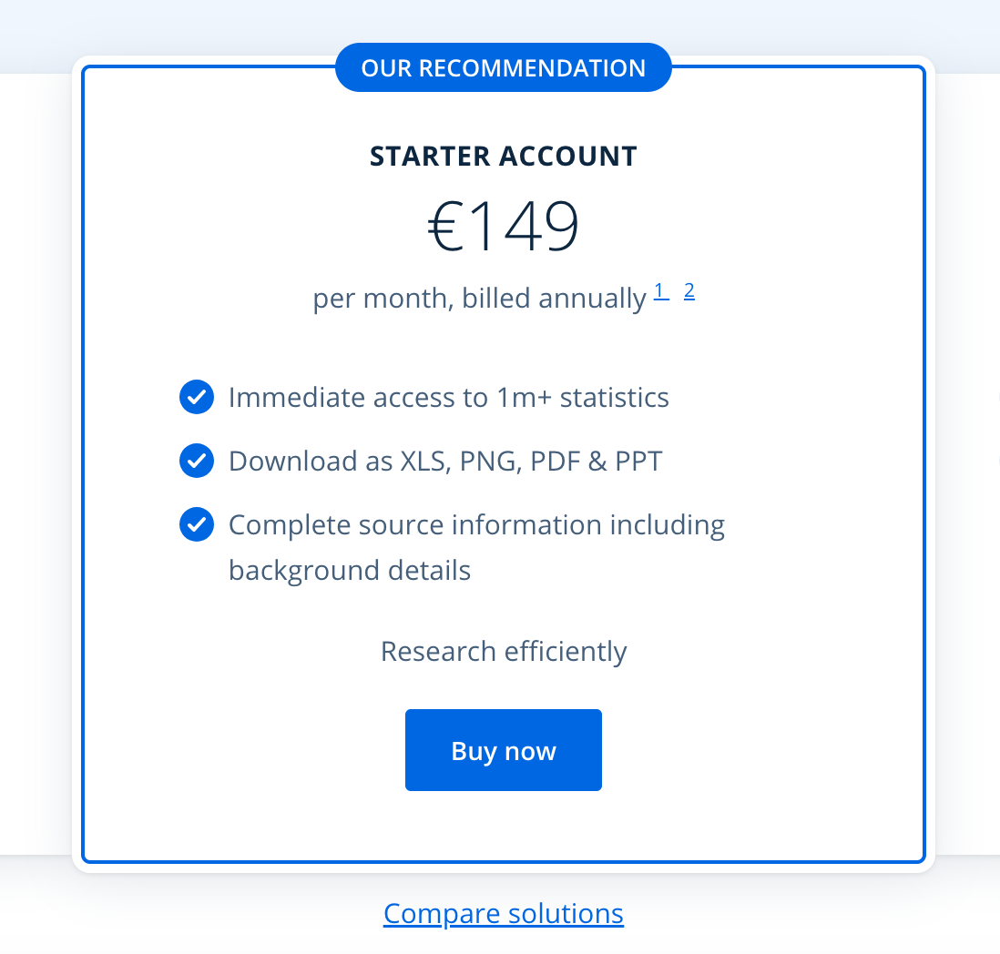 OUR RECOMMENDATION
STARTER ACCOUNT
€149
per month, billed annually 1 2
Immediate access to 1m+ statistics
Download as XLS, PNG, PDF & PPT
Complete source information including
background details
Research efficiently
Buy now
Compare solutions